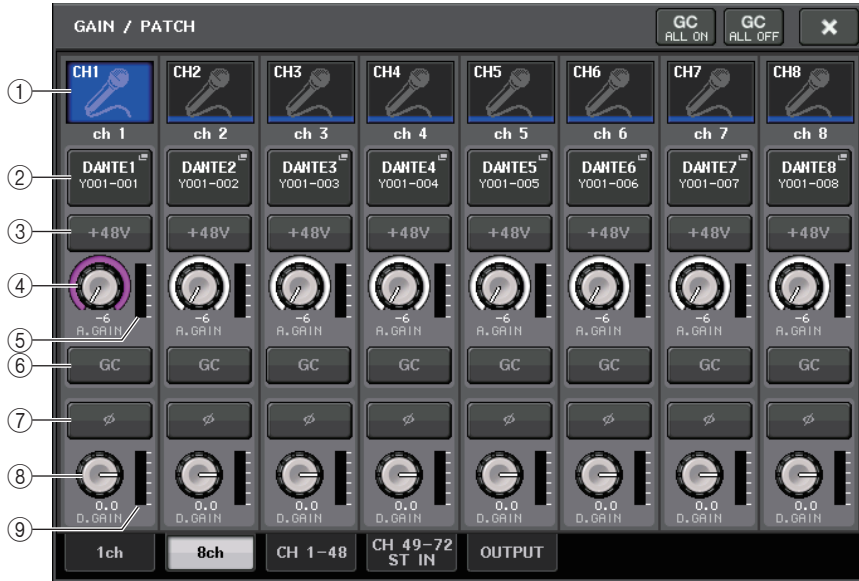 GAIN / PATCH
GC ALL ON
GC ALL OFF
×
① CH1 CH2 CH3 CH4 CH5 CH6 CH7 CH8
ch 1 ch 2 ch 3 ch 4 ch 5 ch 6 ch 7 ch 8
② DANTE1 DANTE2 DANTE3 DANTE4 DANTE5 DANTE6 DANTE7 DANTE8
Y001-001 Y001-002 Y001-003 Y001-004 Y001-005 Y001-006 Y001-007 Y001-008
③ +48V +48V +48V +48V +48V +48V +48V +48V
④
-6 -6 -6 -6 -6 -6 -6 -6
⑤ A.GAIN A.GAIN A.GAIN A.GAIN A.GAIN A.GAIN A.GAIN A.GAIN
⑥ GC GC GC GC GC GC GC GC
⑦ ø ø ø ø ø ø ø ø
⑧
0.0 0.0 0.0 0.0 0.0 0.0 0.0 0.0
⑨ D.GAIN D.GAIN D.GAIN D.GAIN D.GAIN D.GAIN D.GAIN D.GAIN
1ch
8ch
CH 1-48
CH 49-72
ST IN
OUTPUT